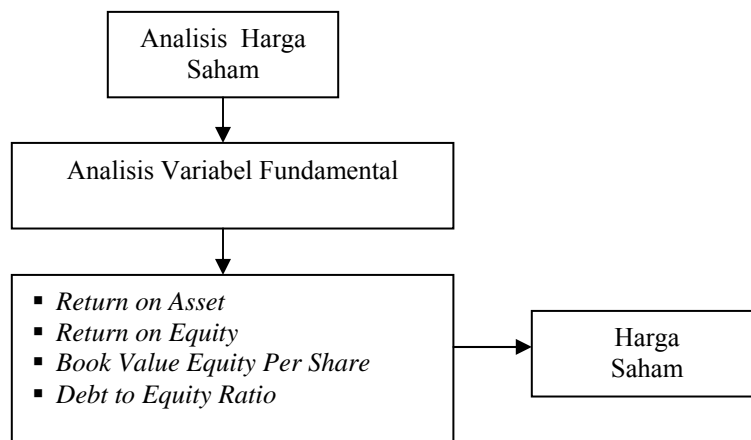 Analisis Harga
Saham
Analisis Variabel Fundamental
▪ Return on Asset
▪ Return on Equity
▪ Book Value Equity Per Share
▪ Debt to Equity Ratio
Harga
Saham